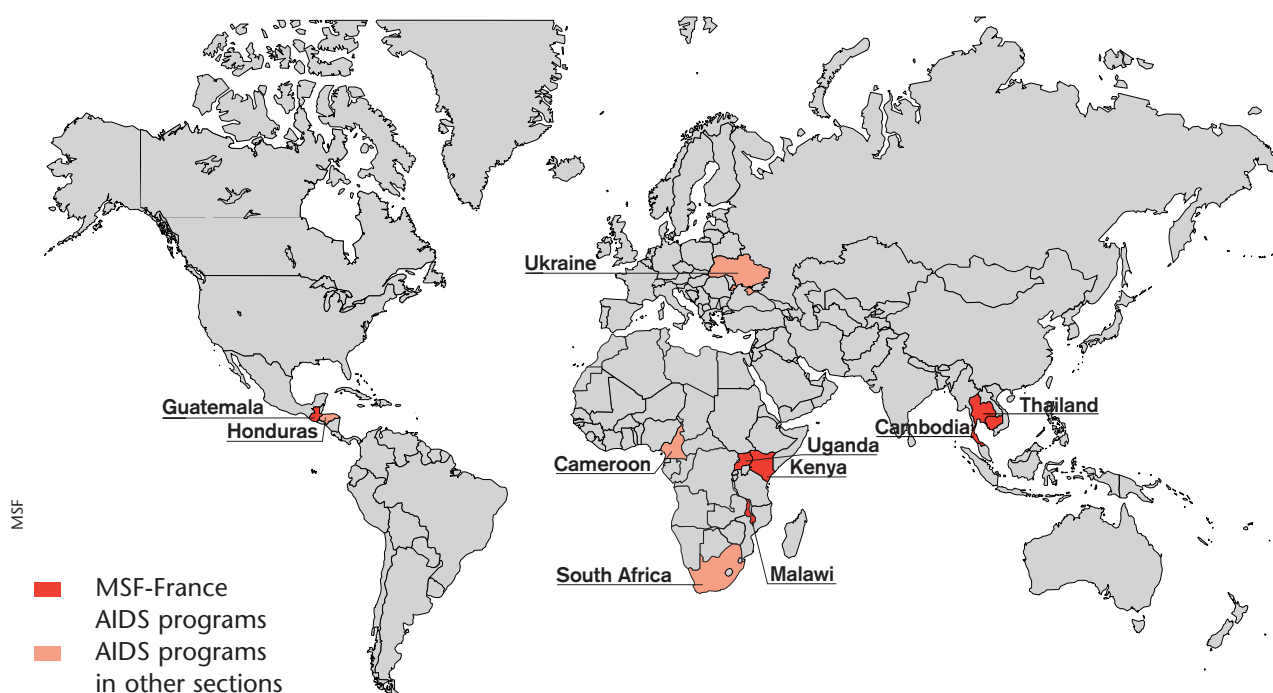 Ukraine
Guatemala
Honduras
Thailand
Cambodia
Uganda
Cameroon
Kenya
South Africa
Malawi
MSF
MSF-France
AIDS programs
AIDS programs
in other sections